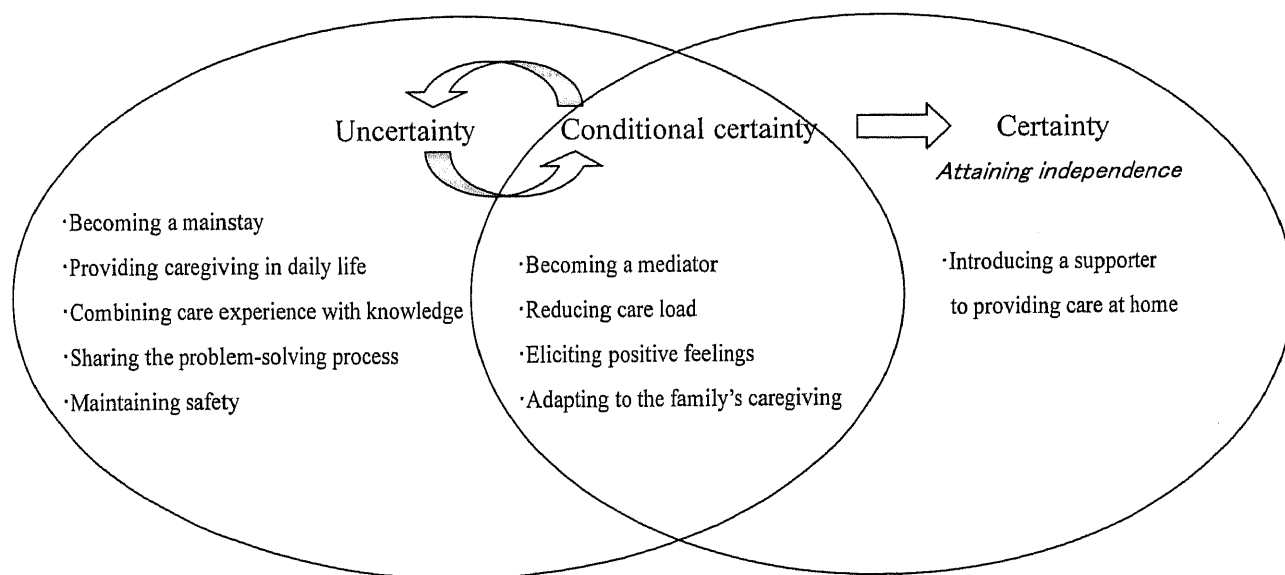 Uncertainty
Conditional certainty
Certainty
Attaining independence
·Becoming a mainstay
·Providing caregiving in daily life
·Combining care experience with knowledge
·Sharing the problem-solving process
·Maintaining safety
·Becoming a mediator
·Reducing care load
·Eliciting positive feelings
·Adapting to the family's caregiving
·Introducing a supporter
to providing care at home